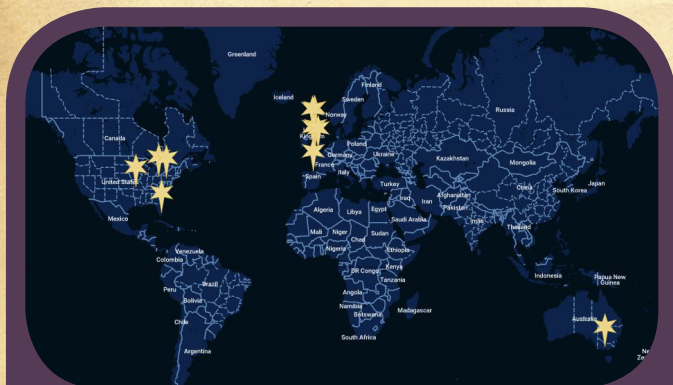 Greenland
Iceland
Finland
Sweden
Norway
Russia
Canada
Poland
Germany
Ukraine
France
Kazakhstan
Mongolia
United States
Spain
Italy
Turkey
China
South Korea
Japan
Iraq
Iran
Afghanistan
Pakistan
Mexico
Algeria
Libya
Egypt
Saudi Arabia
India
Thailand
Mali
Niger
Chad
Sudan
Nigeria
Ethiopia
Venezuela
Colombia
DR Congo
Kenya
Tanzania
Indonesia
Papua New
Guinea
Peru
Brazil
Bolivia
Angola
Namibia
Botswana
Madagascar
Chile
Australia
South Africa
Argentina